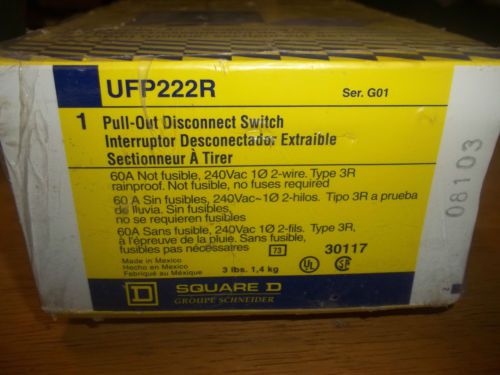 UFP222R Ser. G01
1 Pull-Out Disconnect Switch
Interruptor Desconectador Extraible
Sectionneur À Tirer
60A Not fusible, 240Vac 1Ø 2-wire. Type 3R
rainproof. Not fusible, no fuses required
60 A Sin fusibles, 240Vac~1Ø 2-hilos. Tipo 3R a prueba
de lluvia. Sin fusibles,
no se requieren fusibles
60A Sans fusible, 240Vac 1Ø 2-fils. Type 3R,
à l'épreuve de la pluie. Sans fusible,
fusibles pas nécessaires 73 30117
Made in Mexico
Hecho en Mexico
Fabriqué au Méxique 3 lbs. 1,4 kg UL SA
D SQUARE D
GROUPE SCHNEIDER
08103